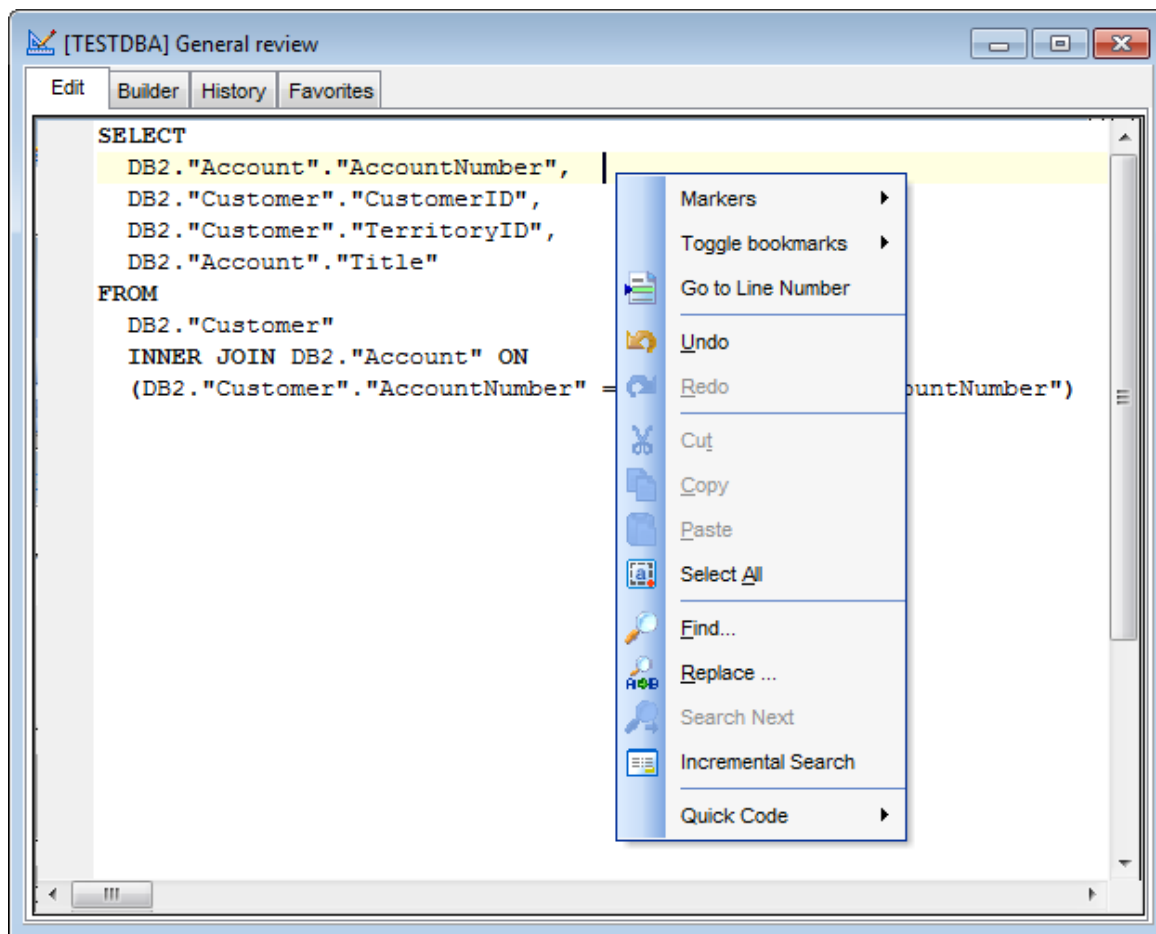 [TESTDBA] General review
Edit Builder History Favorites
SELECT
DB2."Account"."AccountNumber",
DB2."Customer"."CustomerID",
DB2."Customer"."TerritoryID",
DB2."Account"."Title"
FROM
DB2."Customer"
INNER JOIN DB2."Account" ON
(DB2."Customer"."AccountNumber" = untNumber")
Markers
Toggle bookmarks
Go to Line Number
Undo
Redo
Cut
Copy
Paste
Select All
Find...
Replace ...
Search Next
Incremental Search
Quick Code